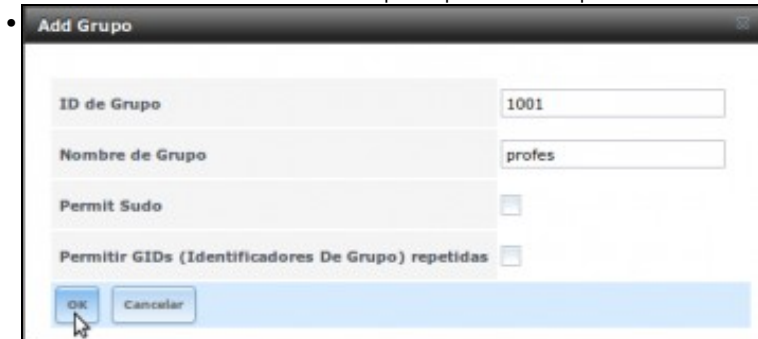 Add Grupo
ID de Grupo 1001
Nombre de Grupo profes
Permit Sudo
Permitir GIDs (Identificadores De Grupo) repetidas
OK Cancelar